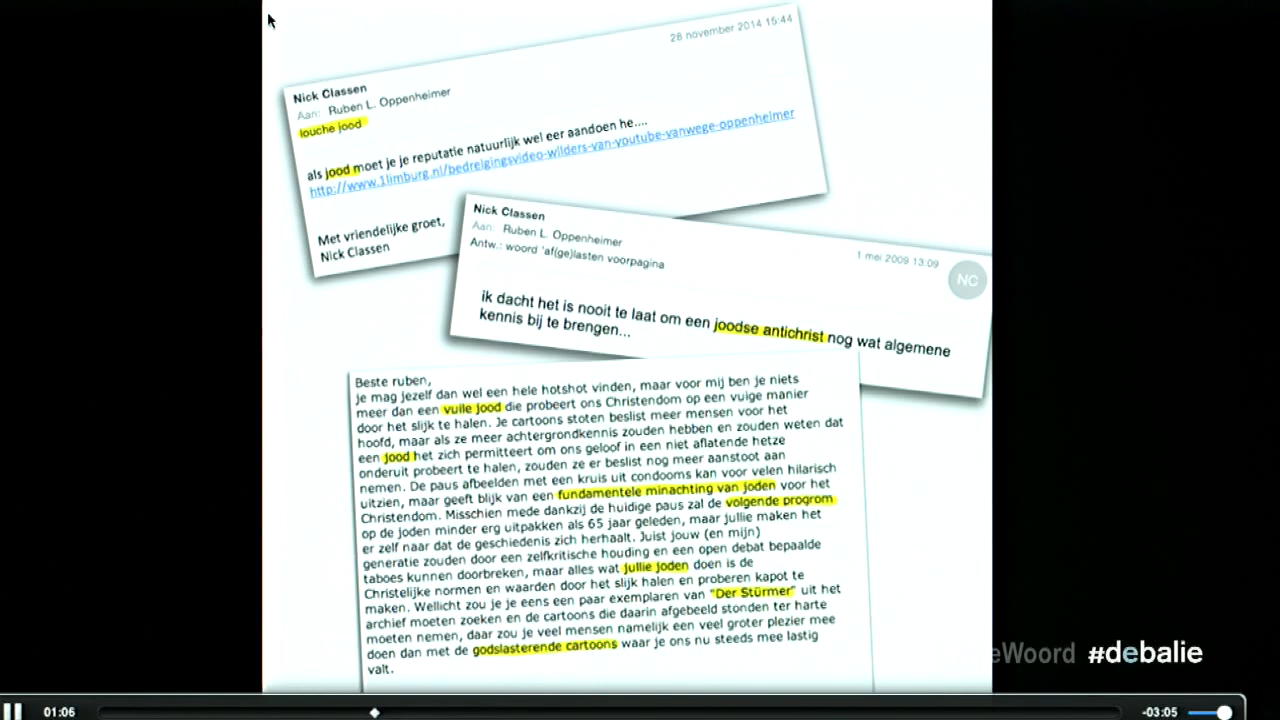 28 november 2014 15:44
Nick Classen
Aan: Ruben L. Oppenheimer
louche jood
als jood moet je je reputatie natuurlijk wel eer aandoen he....
http://www.1limburg.nl/bedreigingsvideo-wilders-van-youtube-vanwege-oppenheimer
Met vriendelijke groet,
Nick Classen
Nick Classen
Aan: Ruben L. Oppenheimer
Antw.: woord 'af(ge)lasten voorpagina
1 mei 2009 13:09
NC
ik dacht het is nooit te laat om een joodse antichrist nog wat algemene
kennis bij te brengen...
Beste ruben,
je mag jezelf dan wel een hele hotshot vinden, maar voor mij ben je niets
meer dan een vuile jood die probeert ons Christendom op een vuige manier
door het slijk te halen. Je cartoons stoten beslist meer mensen voor het
hoofd, maar als ze meer achtergrondkennis zouden hebben en zouden weten dat
een jood het zich permitteert om ons geloof in een niet aflatende hetze
onderuit probeert te halen, zouden ze er beslist nog meer aanstoot aan
nemen. De paus afbeelden met een kruis uit condooms kan voor velen hilarisch
uitzien, maar geeft blijk van een fundamentele minachting van joden voor het
Christendom. Misschien mede dankzij de huidige paus zal de volgende progrom
op de joden minder erg uitpakken als 65 jaar geleden, maar jullie maken het
er zelf naar dat de geschiedenis zich herhaalt. Juist jouw (en mijn)
generatie zouden door een zelfkritische houding en een open debat bepaalde
taboes kunnen doorbreken, maar alles wat jullie joden doen is de
Christelijke normen en waarden door het slijk halen en proberen kapot te
maken. Wellicht zou je je eens een paar exemplaren van "Der Stürmer" uit het
archief moeten zoeken en de cartoons die daarin afgebeeld stonden ter harte
moeten nemen, daar zou je veel mensen namelijk een veel groter plezier mee
doen dan met de godslasterende cartoons waar je ons nu steeds mee lastig
valt.
eWoord #debalie
01:06
-03:05